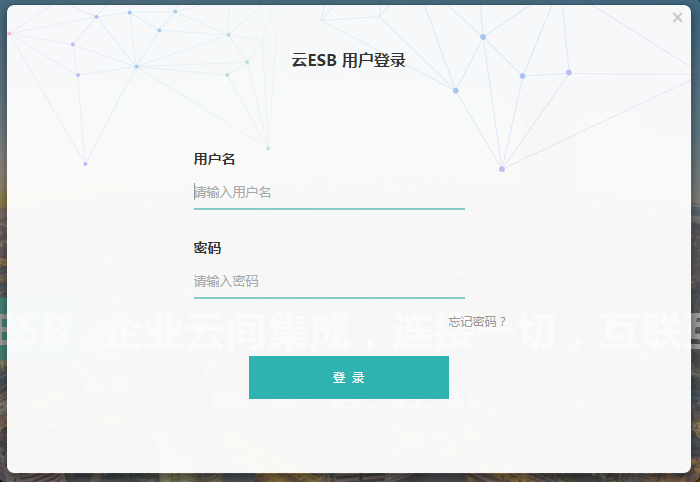 云ESB 用户登录
用户名
请输入用户名
密码
请输入密码
忘记密码？
ESB 企业云间集成，连接一切，互联互
登 录